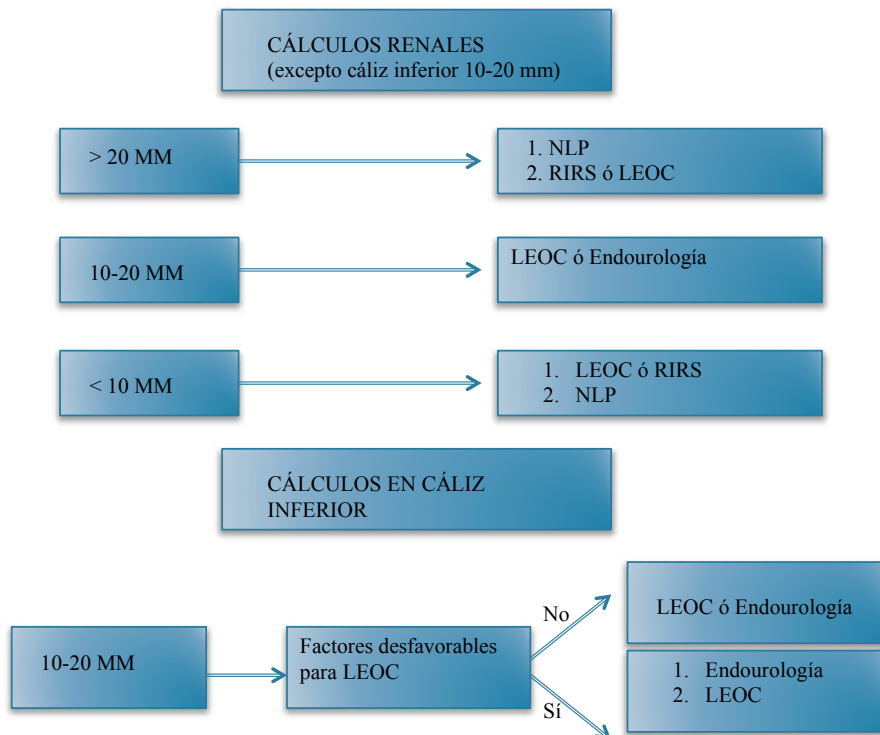 CÁLCULOS RENALES
(excepto cáliz inferior 10-20 mm)
> 20 MM
1. NLP
2. RIRS ó LEOC
10-20 MM
LEOC ó Endourología
< 10 MM
1. LEOC ó RIRS
2. NLP
CÁLCULOS EN CÁLIZ
INFERIOR
10-20 MM
Factores desfavorables
para LEOC
No
LEOC ó Endourología
Sí
1. Endourología
2. LEOC